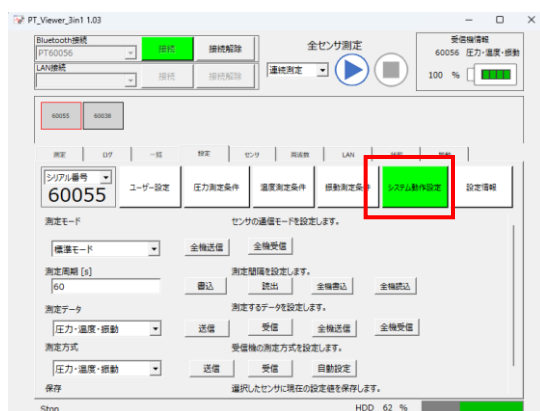 PT_Viewer_3in1 1.03
Bluetooth接続
PT60056
接続
接続解除
LAN接続
接続
接続解除
全センサ測定
連続測定
受信機情報
60056 圧力・温度・振動
100 %
60055
60038
測定 ログ 一括 設定 センサ 周波数 LAN
シリアル番号
60055
ユーザー設定
圧力測定条件
温度測定条件
振動測定条件
システム動作設定
設定情報
測定モード
センサの通信モードを設定します。
標準モード
全機送信
全機受信
測定周期 [s]
測定間隔を設定します。
60
書込
読出
全機書込
全機読込
測定データ
測定するデータを設定します。
圧力・温度・振動
送信
受信
全機送信
全機受信
測定方式
受信機の測定方式を設定します。
圧力・温度・振動
送信
受信
自動設定
保存
選択したセンサに現在の設定値を保存します。
Stop
HDD 62 %